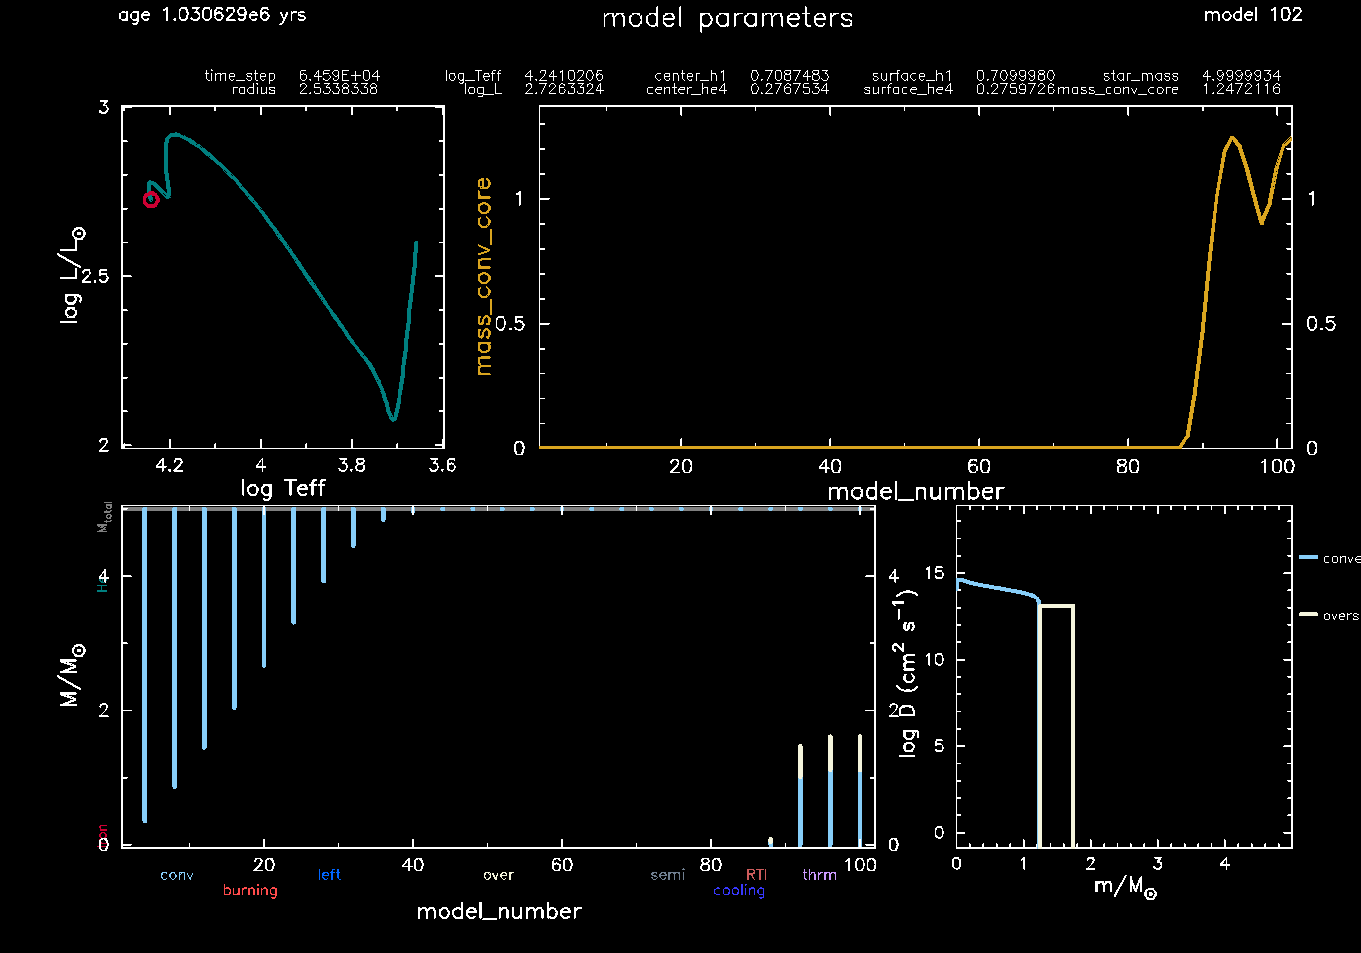 age 1.030629e6 yrs model parameters model 102
time_step 6.459E+04 log_Teff 4.2410206 center_h1 0.7087483 surface_h1 0.7099980 star_mass 4.9999934
radius 2.5338338 log_L 2.7263324 center_he4 0.2767534 surface_he4 0.2759726 mass_conv_core 1.2472116
log L/L⊙
3
2.5
2
4.2 4 3.8 3.6
log Teff
mass_conv_core
1
0.5
0
1
0.5
0
20 40 60 80 100
model_number
M/M⊙
Mtotal
4
2
0
4
2
0
20 40 60 80 100
conv left over semi RTI thrm
burning cooling
model_number
log D (cm² s⁻¹)
15
10
5
0
0 1 2 3 4
m/M⊙
conve
overs